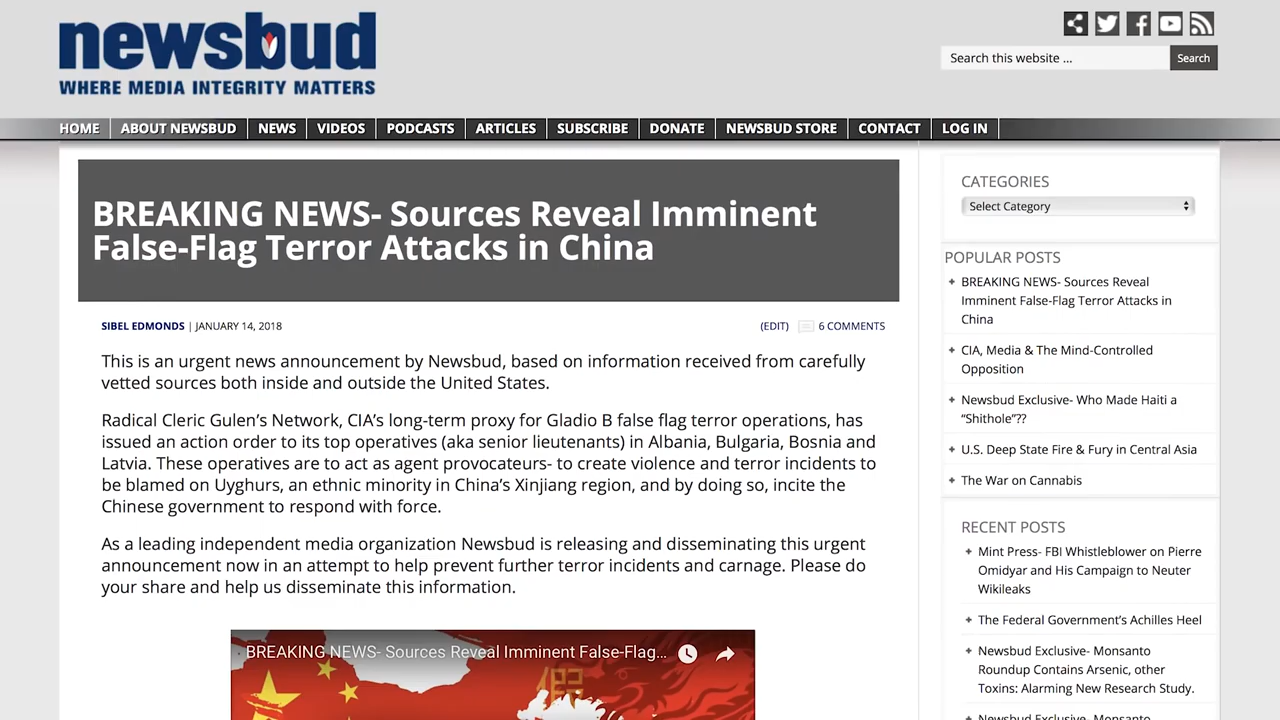 newsbud
WHERE MEDIA INTEGRITY MATTERS
Search this website ...
Search
HOME
ABOUT NEWSBUD
NEWS
VIDEOS
PODCASTS
ARTICLES
SUBSCRIBE
DONATE
NEWSBUD STORE
CONTACT
LOG IN
BREAKING NEWS- Sources Reveal Imminent
False-Flag Terror Attacks in China
SIBEL EDMONDS | JANUARY 14, 2018
(EDIT)
6 COMMENTS
This is an urgent news announcement by Newsbud, based on information received from carefully
vetted sources both inside and outside the United States.
Radical Cleric Gulen’s Network, CIA’s long-term proxy for Gladio B false flag terror operations, has
issued an action order to its top operatives (aka senior lieutenants) in Albania, Bulgaria, Bosnia and
Latvia. These operatives are to act as agent provocateurs- to create violence and terror incidents to
be blamed on Uyghurs, an ethnic minority in China’s Xinjiang region, and by doing so, incite the
Chinese government to respond with force.
As a leading independent media organization Newsbud is releasing and disseminating this urgent
announcement now in an attempt to help prevent further terror incidents and carnage. Please do
your share and help us disseminate this information.
BREAKING NEWS- Sources Reveal Imminent False-Flag...
假
CATEGORIES
Select Category
POPULAR POSTS
BREAKING NEWS- Sources Reveal
Imminent False-Flag Terror Attacks in
China
CIA, Media & The Mind-Controlled
Opposition
Newsbud Exclusive- Who Made Haiti a
“Shithole”??
U.S. Deep State Fire & Fury in Central Asia
The War on Cannabis
RECENT POSTS
Mint Press- FBI Whistleblower on Pierre
Omidyar and His Campaign to Neuter
Wikileaks
The Federal Government’s Achilles Heel
Newsbud Exclusive- Monsanto
Roundup Contains Arsenic, other
Toxins: Alarming New Research Study.
Newsbud Exclusive- Monsanto